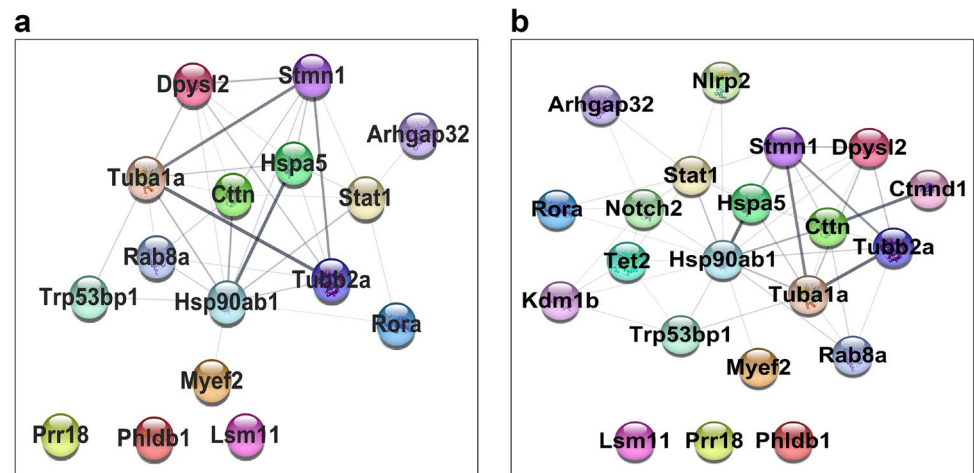 a
Dpysl2
Stmn1
Arhgap32
Tuba1a
Hspa5
Cttn
Stat1
Rab8a
Tubb2a
Trp53bp1
Hsp90ab1
Rora
Myef2
Prr18
Phldb1
Lsm11
b
Nlrp2
Arhgap32
Stmn1
Dpysl2
Stat1
Ctnnd1
Rora
Notch2
Hspa5
Cttn
Tet2
Hsp90ab1
Tubb2a
Kdm1b
Tuba1a
Trp53bp1
Myef2
Rab8a
Lsm11
Prr18
Phldb1